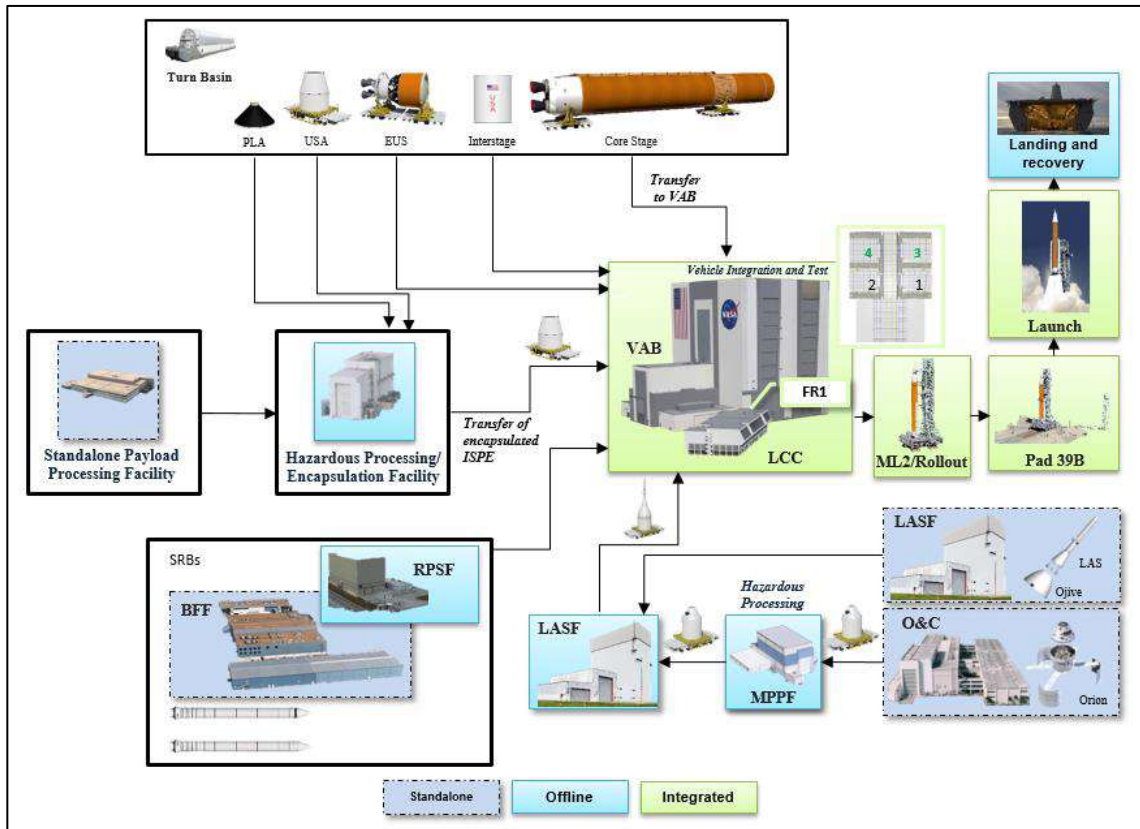 Turn Basin
PLA
USA
EUS
Interstage
Core Stage
Transfer
to VAB
Landing and
recovery
Launch
Vehicle Integration and Test
4
3
2
1
VAB
FR1
LCC
ML2/Rollout
Pad 39B
Standalone Payload
Processing Facility
Hazardous Processing/
Encapsulation Facility
Transfer of
encapsulated
ISPE
SRBs
RPSF
BFF
LASF
Hazardous
Processing
MPPF
LASF
LAS
Ojive
O&C
Orion
Standalone
Offline
Integrated